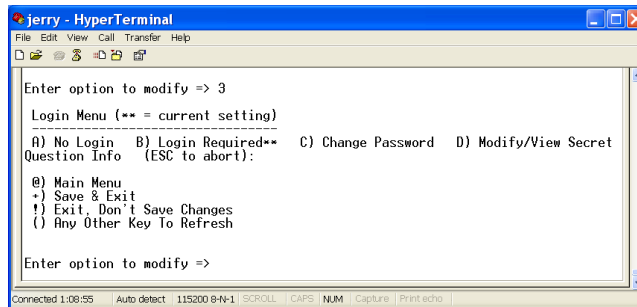 jerry - HyperTerminal
File Edit View Call Transfer Help
Enter option to modify => 3
Login Menu (** = current setting)
---------------------------------
A) No Login B) Login Required** C) Change Password D) Modify/View Secret
Question Info (ESC to abort):
@) Main Menu
+) Save & Exit
!) Exit, Don't Save Changes
() Any Other Key To Refresh
Enter option to modify =>
Connected 1:08:55 Auto detect 115200 8-N-1 SCROLL CAPS NUM Capture Print echo